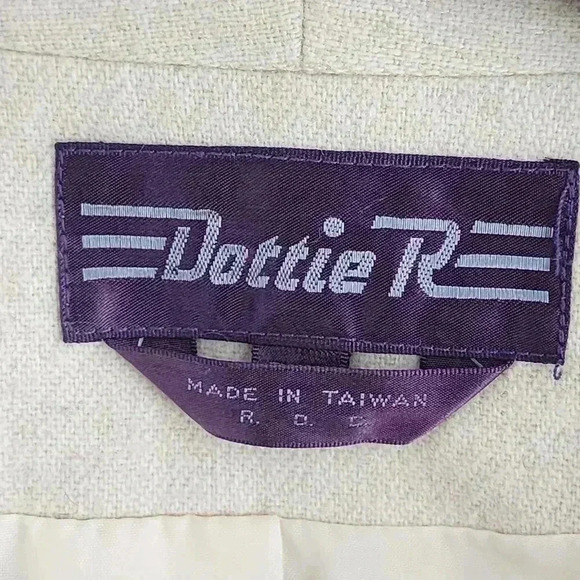 Dottie R
MADE IN TAIWAN
R. O. C.